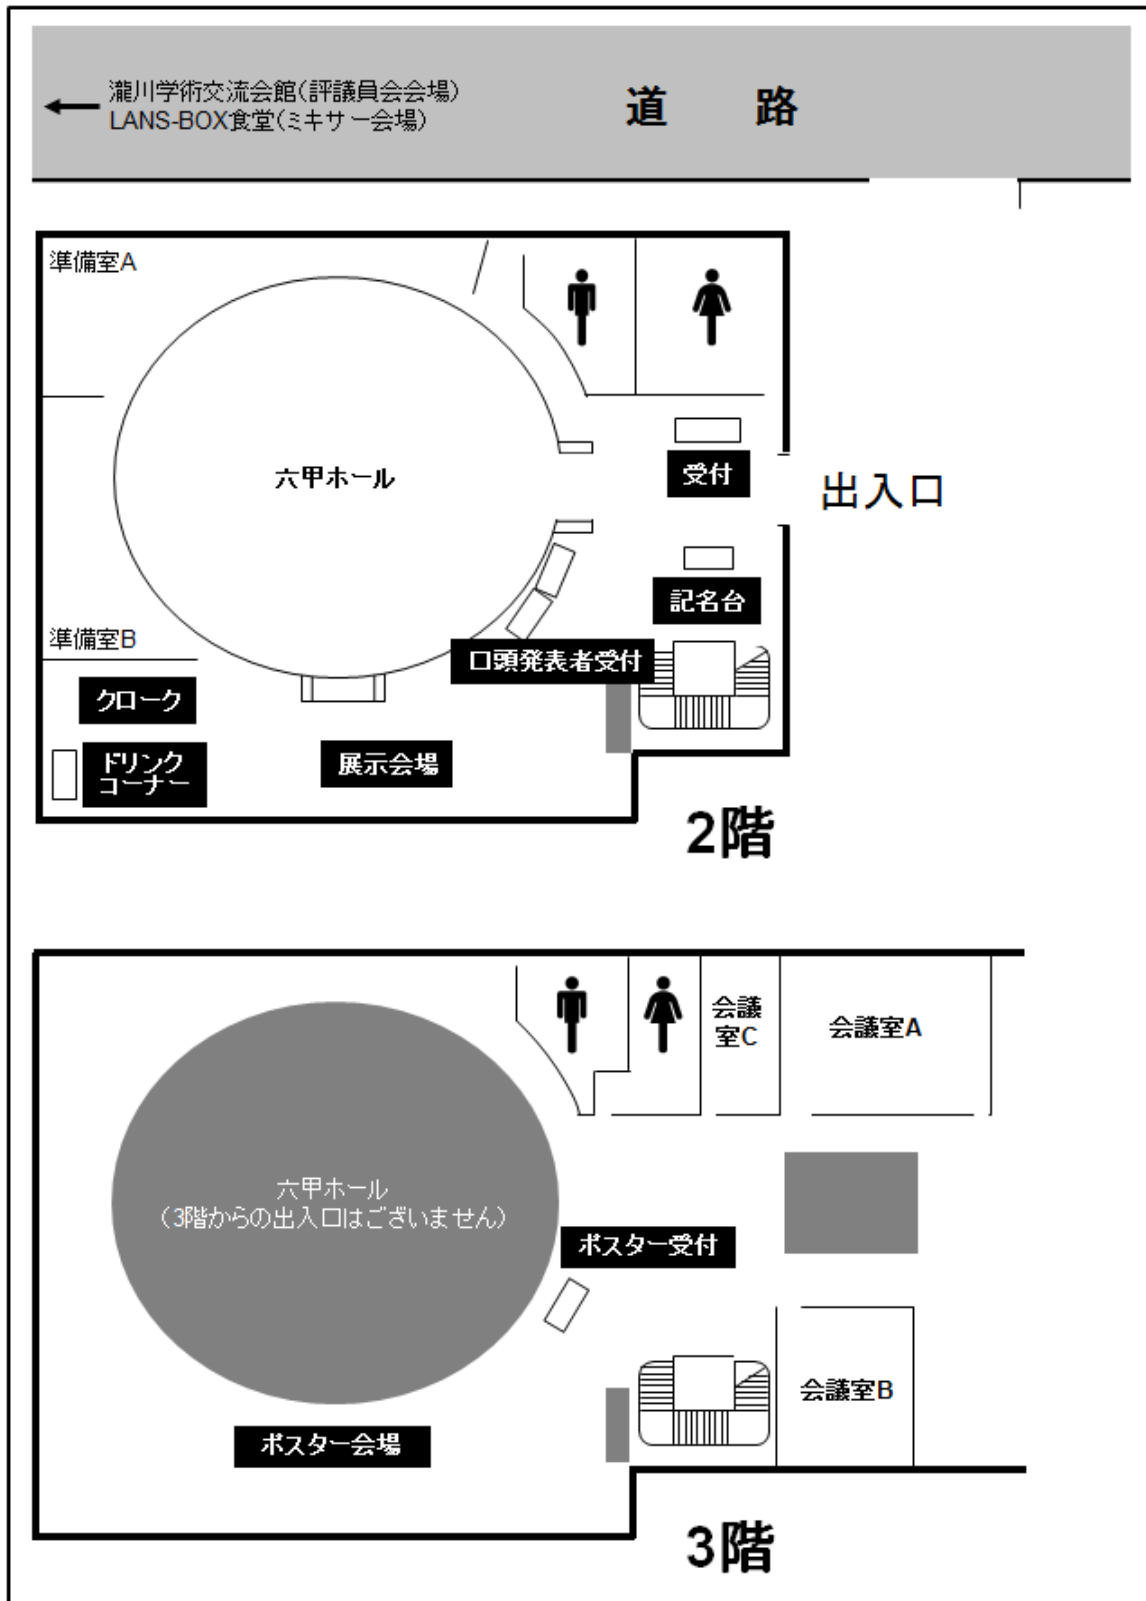 瀧川学術交流会館(評議員会会場)
LANS-BOX食堂(ミキサー会場)
道　路
準備室A
六甲ホール
受付
出入口
記名台
準備室B
口頭発表者受付
クローク
ドリンク
コーナー
展示会場
2階
会議
室C
会議室A
六甲ホール
(3階からの出入口はございません)
ポスター受付
会議室B
ポスター会場
3階